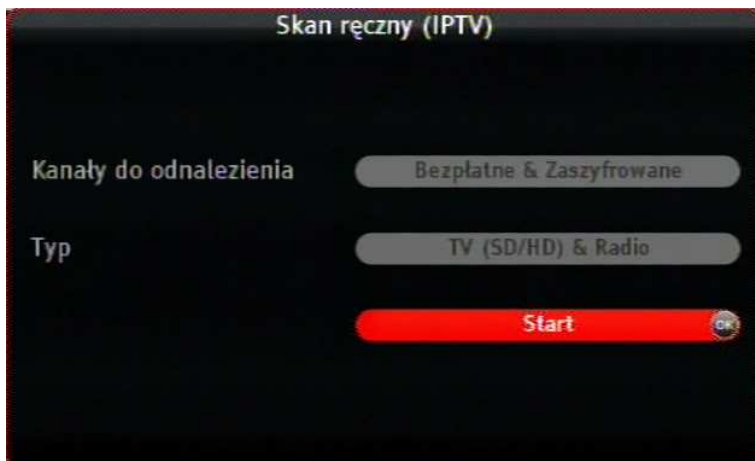 Skan ręczny (IPTV)
Kanały do odnalezienia
Bezpłatne & Zaszyfrowane
Typ
TV (SD/HD) & Radio
Start
OK